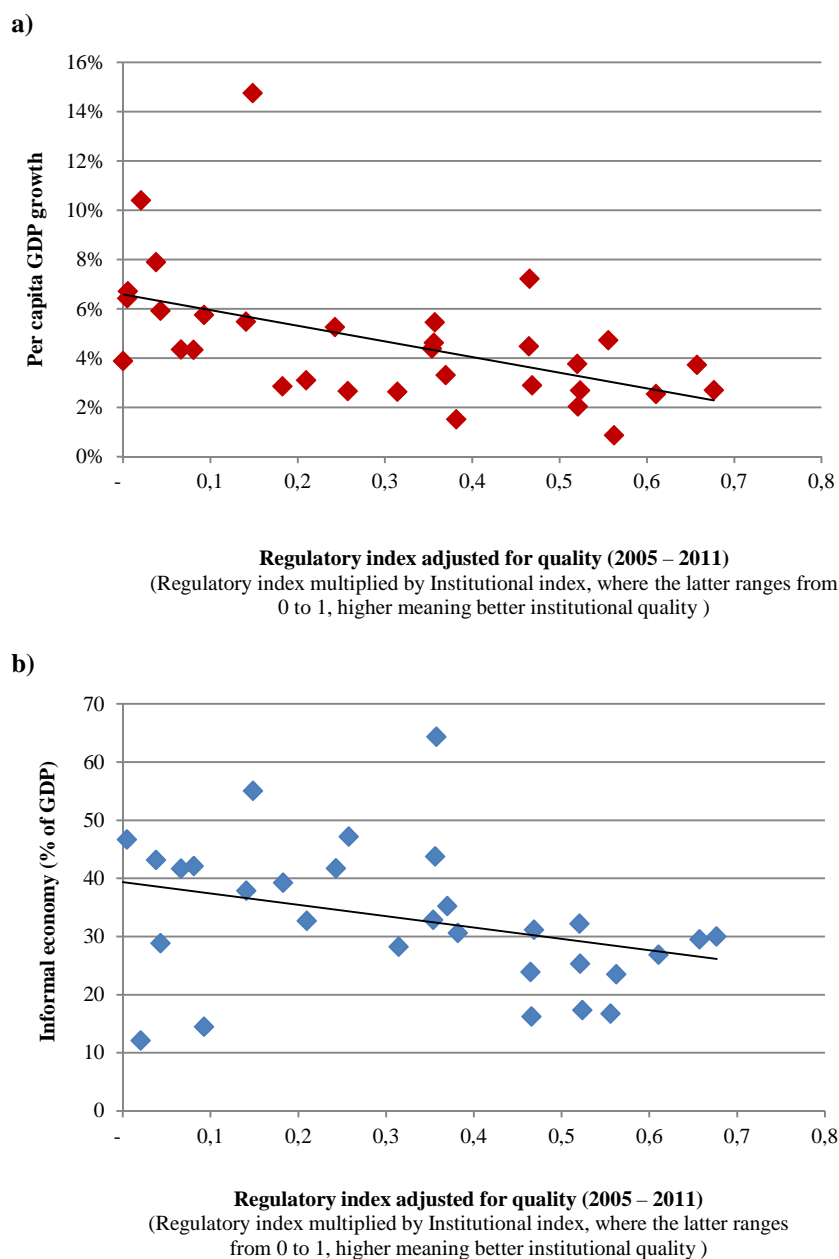 a)
16%
14%
12%
10%
8%
6%
4%
2%
0%
Per capita GDP growth
- 0,1 0,2 0,3 0,4 0,5 0,6 0,7 0,8
Regulatory index adjusted for quality (2005 – 2011)
(Regulatory index multiplied by Institutional index, where the latter ranges from
0 to 1, higher meaning better institutional quality )
b)
70
60
50
40
30
20
10
0
Informal economy (% of GDP)
- 0,1 0,2 0,3 0,4 0,5 0,6 0,7 0,8
Regulatory index adjusted for quality (2005 – 2011)
(Regulatory index multiplied by Institutional index, where the latter ranges
from 0 to 1, higher meaning better institutional quality )